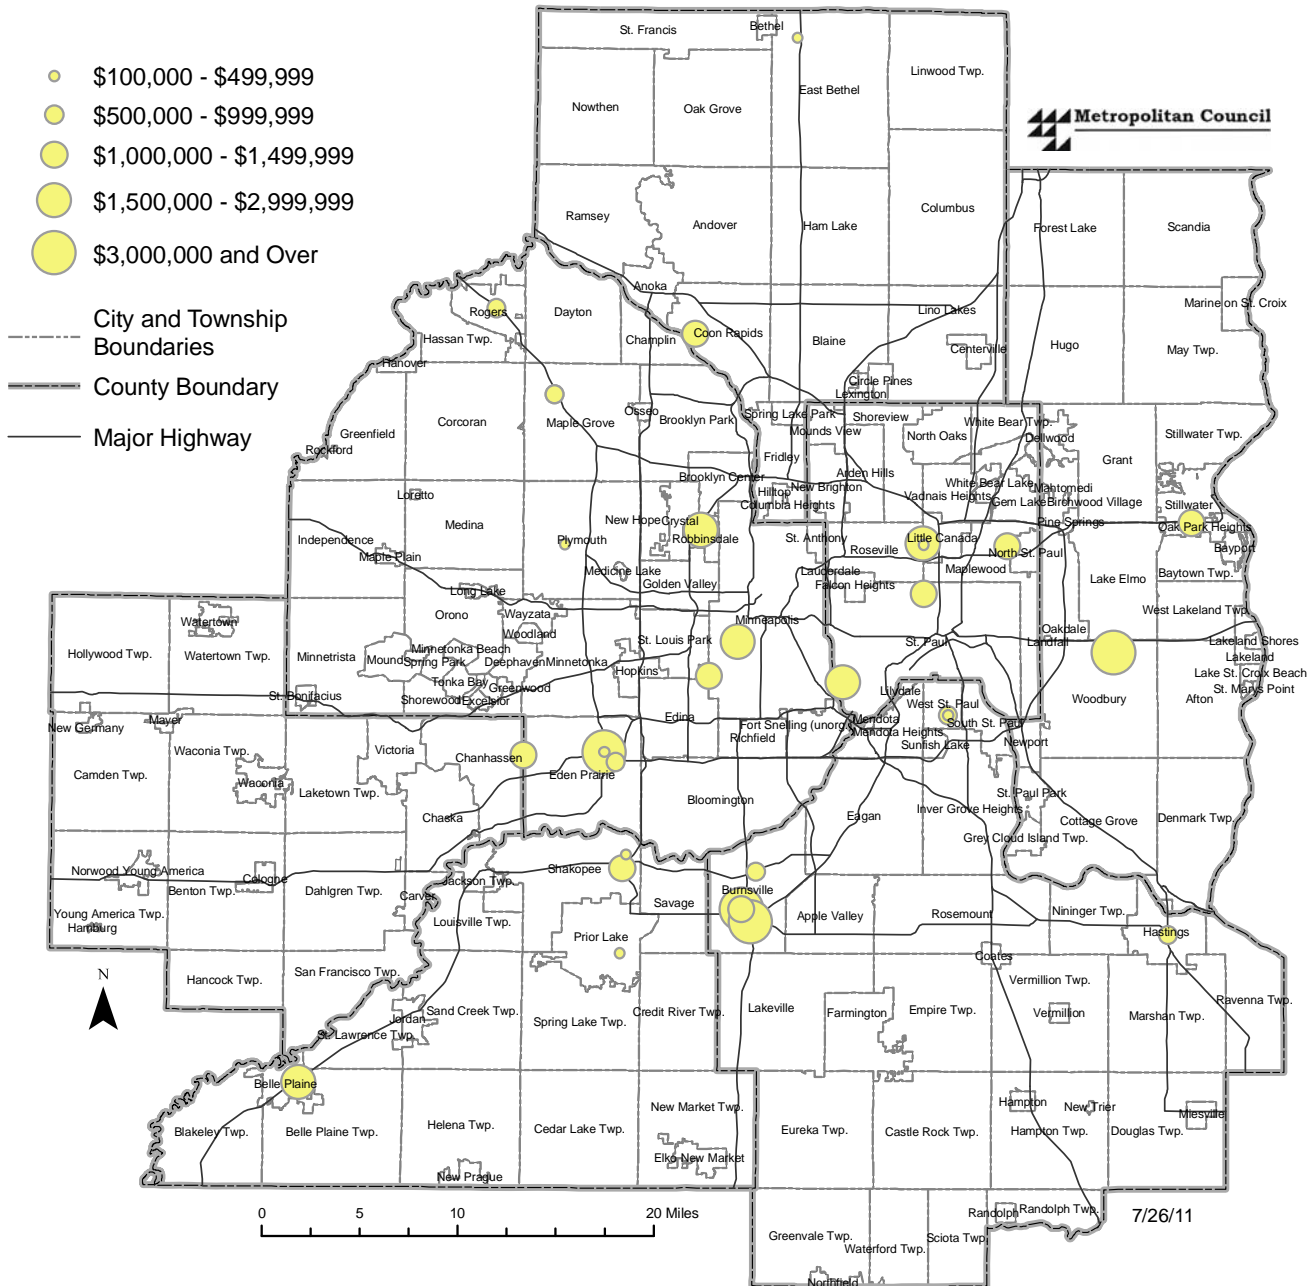 $100,000 - $499,999
$500,000 - $999,999
$1,000,000 - $1,499,999
$1,500,000 - $2,999,999
$3,000,000 and Over
City and Township
Boundaries
County Boundary
Major Highway
Metropolitan Council
St. Francis
Bethel
Linwood Twp.
Nowthen
Oak Grove
East Bethel
Ramsey
Andover
Ham Lake
Columbus
Forest Lake
Scandia
Anoka
Rogers
Dayton
Champlin
Coon Rapids
Blaine
Lino Lakes
Marine on St. Croix
Hassan Twp.
Hanover
Centerville
Hugo
May Twp.
Circle Pines
Lexington
Corcoran
Maple Grove
Osseo
Brooklyn Park
Spring Lake Park
Mounds View
Shoreview
North Oaks
White Bear Twp.
Dellwood
Stillwater Twp.
Greenfield
Rockford
Fridley
Grant
Loretto
Brooklyn Center
Hilltop
New Brighton
Arden Hills
Columbia Heights
White Bear Lake
Vadnais Heights
Mahtomedi
Gem Lake
Birchwood Village
Stillwater
Medina
New Hope
Crystal
Robbinsdale
Pine Springs
Oak Park Heights
Independence
Maple Plain
Plymouth
Medicine Lake
Golden Valley
St. Anthony
Roseville
Little Canada
North St. Paul
Maplewood
Bayport
Lauderdale
Falcon Heights
Lake Elmo
Baytown Twp.
Long Lake
Orono
Wayzata
Woodland
Watertown
Hollywood Twp.
Watertown Twp.
Minnetrista
Mound
Minnetonka Beach
Spring Park
Deephaven
Minnetonka
Tonka Bay
Greenwood
Shorewood
Excelsior
St. Bonifacius
Hopkins
St. Louis Park
Minneapolis
St. Paul
Oakdale
Landfall
West Lakeland Twp.
Lakeland Shores
Lakeland
Lake St. Croix Beach
St. Marys Point
Woodbury
Afton
New Germany
Mayer
Waconia Twp.
Victoria
Chanhassen
Camden Twp.
Waconia
Laketown Twp.
Chaska
Eden Prairie
Edina
Richfield
Fort Snelling (unorg.)
Bloomington
Lilydale
Mendota
Mendota Heights
West St. Paul
South St. Paul
Sunfish Lake
Newport
Eagan
Inver Grove Heights
St. Paul Park
Grey Cloud Island Twp.
Cottage Grove
Denmark Twp.
Norwood Young America
Benton Twp.
Cologne
Dahlgren Twp.
Carver
Jackson Twp.
Shakopee
Young America Twp.
Hamburg
Louisville Twp.
Savage
Burnsville
Apple Valley
Rosemount
Nininger Twp.
Hastings
Prior Lake
Coates
N
Hancock Twp.
San Francisco Twp.
Sand Creek Twp.
Jordan
St. Lawrence Twp.
Spring Lake Twp.
Credit River Twp.
Lakeville
Farmington
Empire Twp.
Vermillion Twp.
Vermillion
Marshan Twp.
Ravenna Twp.
Belle Plaine
Blakeley Twp.
Belle Plaine Twp.
Helena Twp.
Cedar Lake Twp.
New Market Twp.
Elko New Market
New Prague
Eureka Twp.
Castle Rock Twp.
Hampton
Hampton Twp.
New Trier
Douglas Twp.
Miesville
0 5 10 20 Miles
Randolph
Randolph Twp.
7/26/11
Greenvale Twp.
Waterford Twp.
Sciota Twp.
Northfield